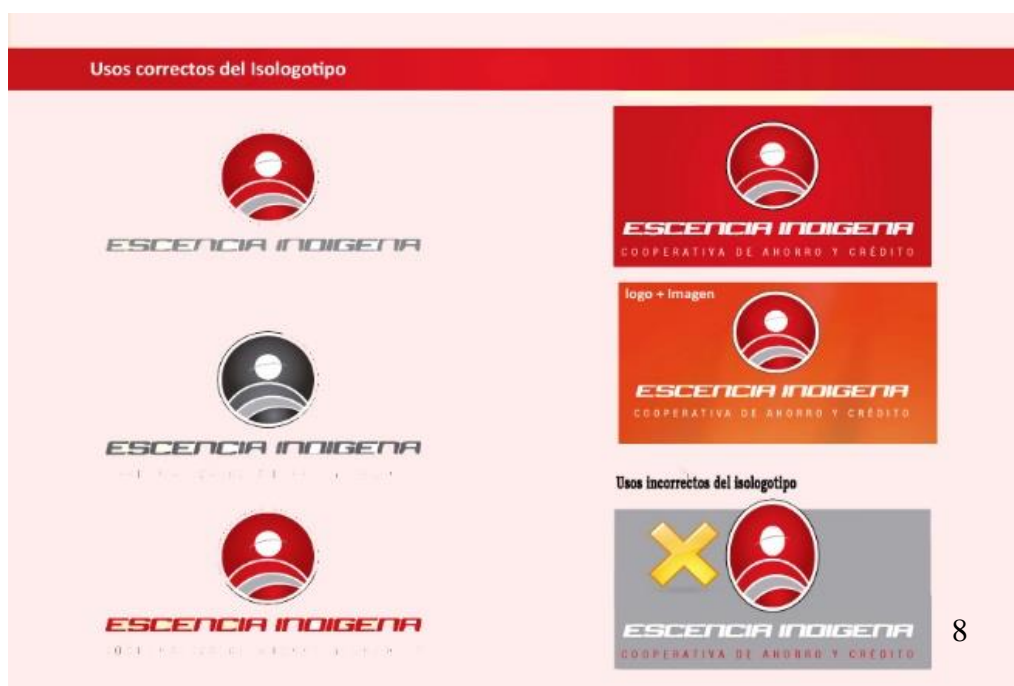 Usos correctos del Isologotipo
ESCENCIA INDIGENA
ESCENCIA INDIGENA
ESCENCIA INDIGENA
ESCENCIA INDIGENA
COOPERATIVA DE AHORRO Y CRÉDITO
logo + Imagen
ESCENCIA INDIGENA
COOPERATIVA DE AHORRO Y CRÉDITO
Usos incorrectos del isologotipo
ESCENCIA INDIGENA
COOPERATIVA DE AHORRO Y CRÉDITO
8